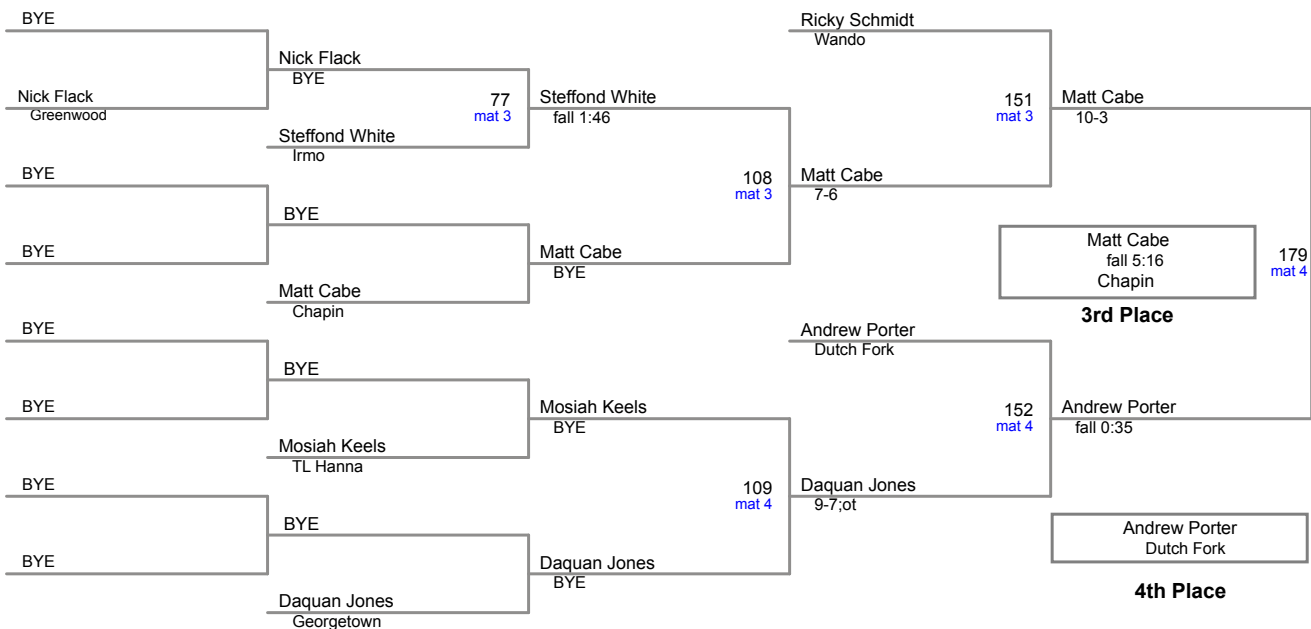 BYE
Nick Flack
Greenwood
BYE
BYE
BYE
BYE
BYE
BYE
Nick Flack
BYE
Steffond White
Irmo
77
mat 3
BYE
Matt Cabe
Chapin
BYE
Mosiah Keels
TL Hanna
BYE
Daquan Jones
Georgetown
Steffond White
fall 1:46
Matt Cabe
BYE
108
mat 3
Mosiah Keels
BYE
Daquan Jones
BYE
109
mat 4
Ricky Schmidt
Wando
Matt Cabe
7-6
151
mat 3
Andrew Porter
Dutch Fork
Daquan Jones
9-7;ot
152
mat 4
Matt Cabe
10-3
Andrew Porter
fall 0:35
179
mat 4
Matt Cabe
fall 5:16
Chapin
3rd Place
Andrew Porter
Dutch Fork
4th Place